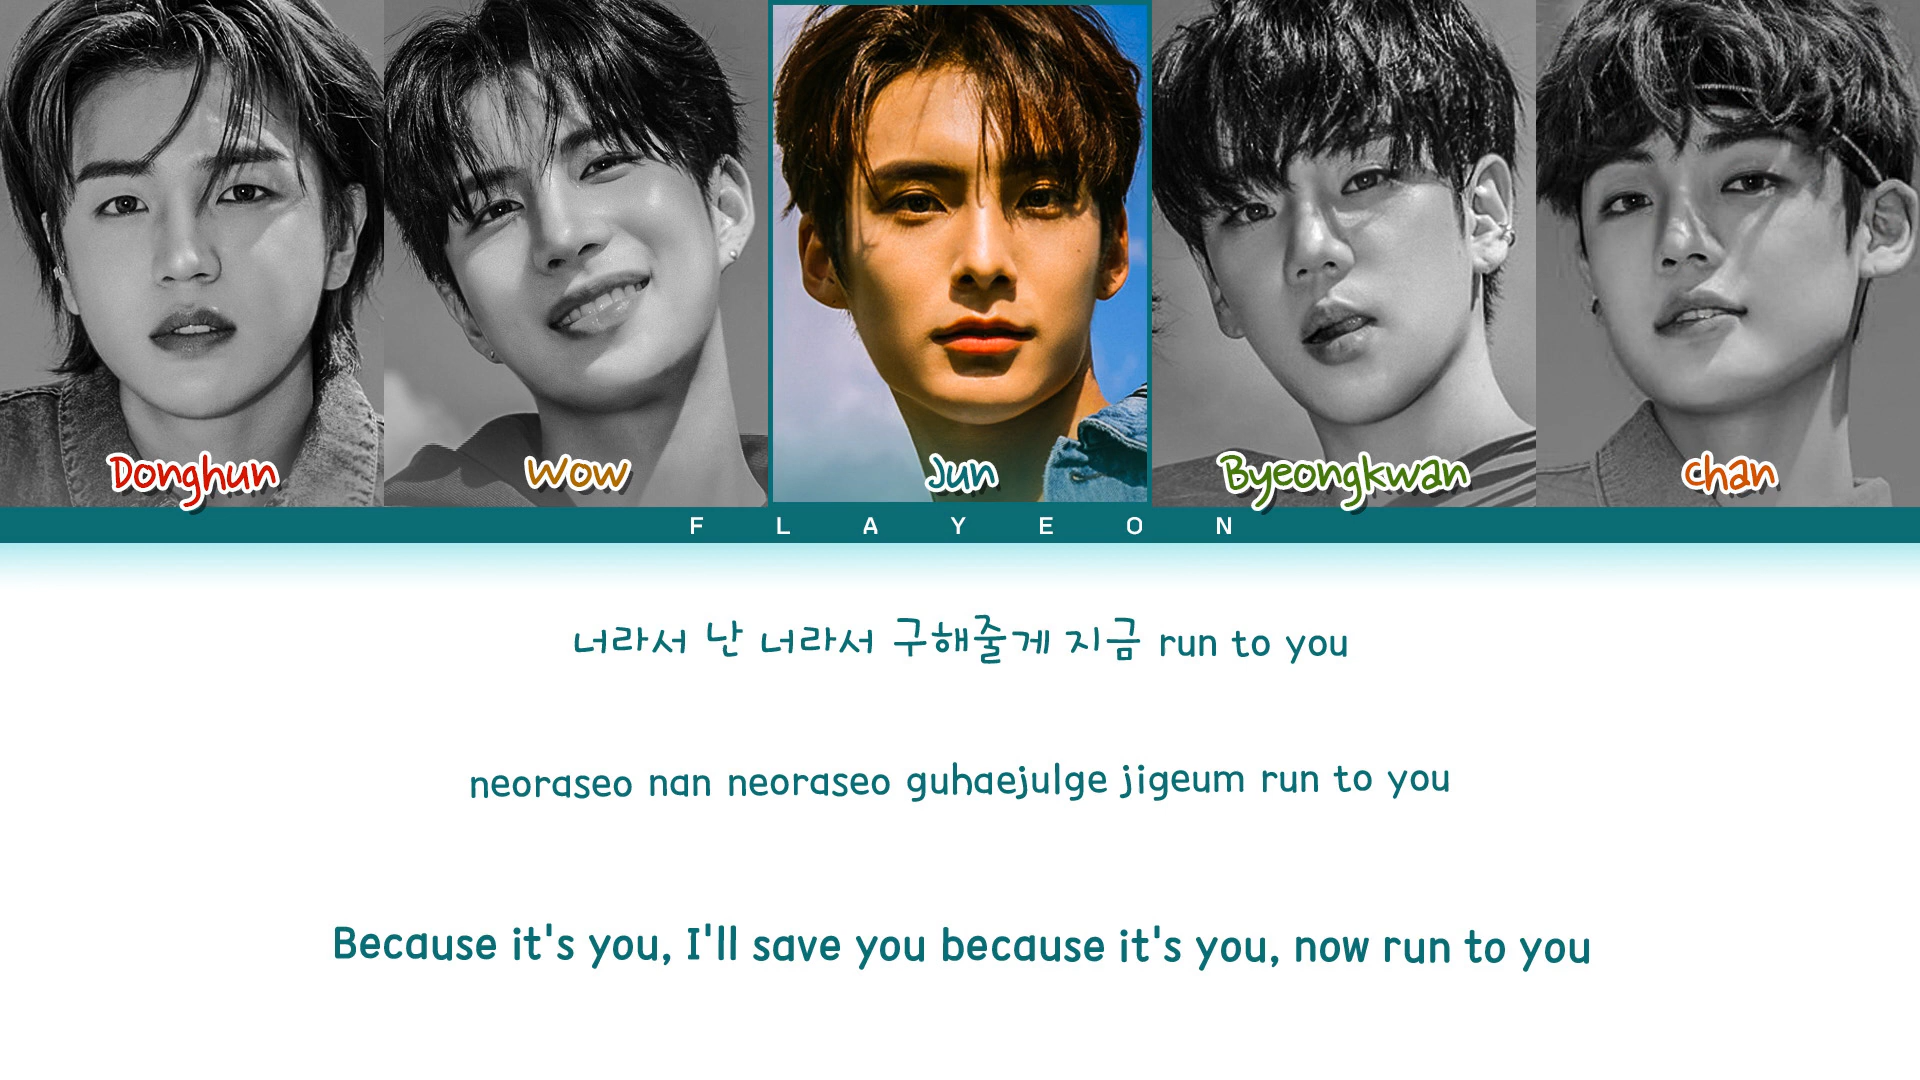 Donghun
Wow
Jun
Byeongkwan
chan
F L A Y E O N
너라서 난 너라서 구해줄게 지금 run to you
neoraseo nan neoraseo guhaejulge jigeum run to you
Because it's you, I'll save you because it's you, now run to you